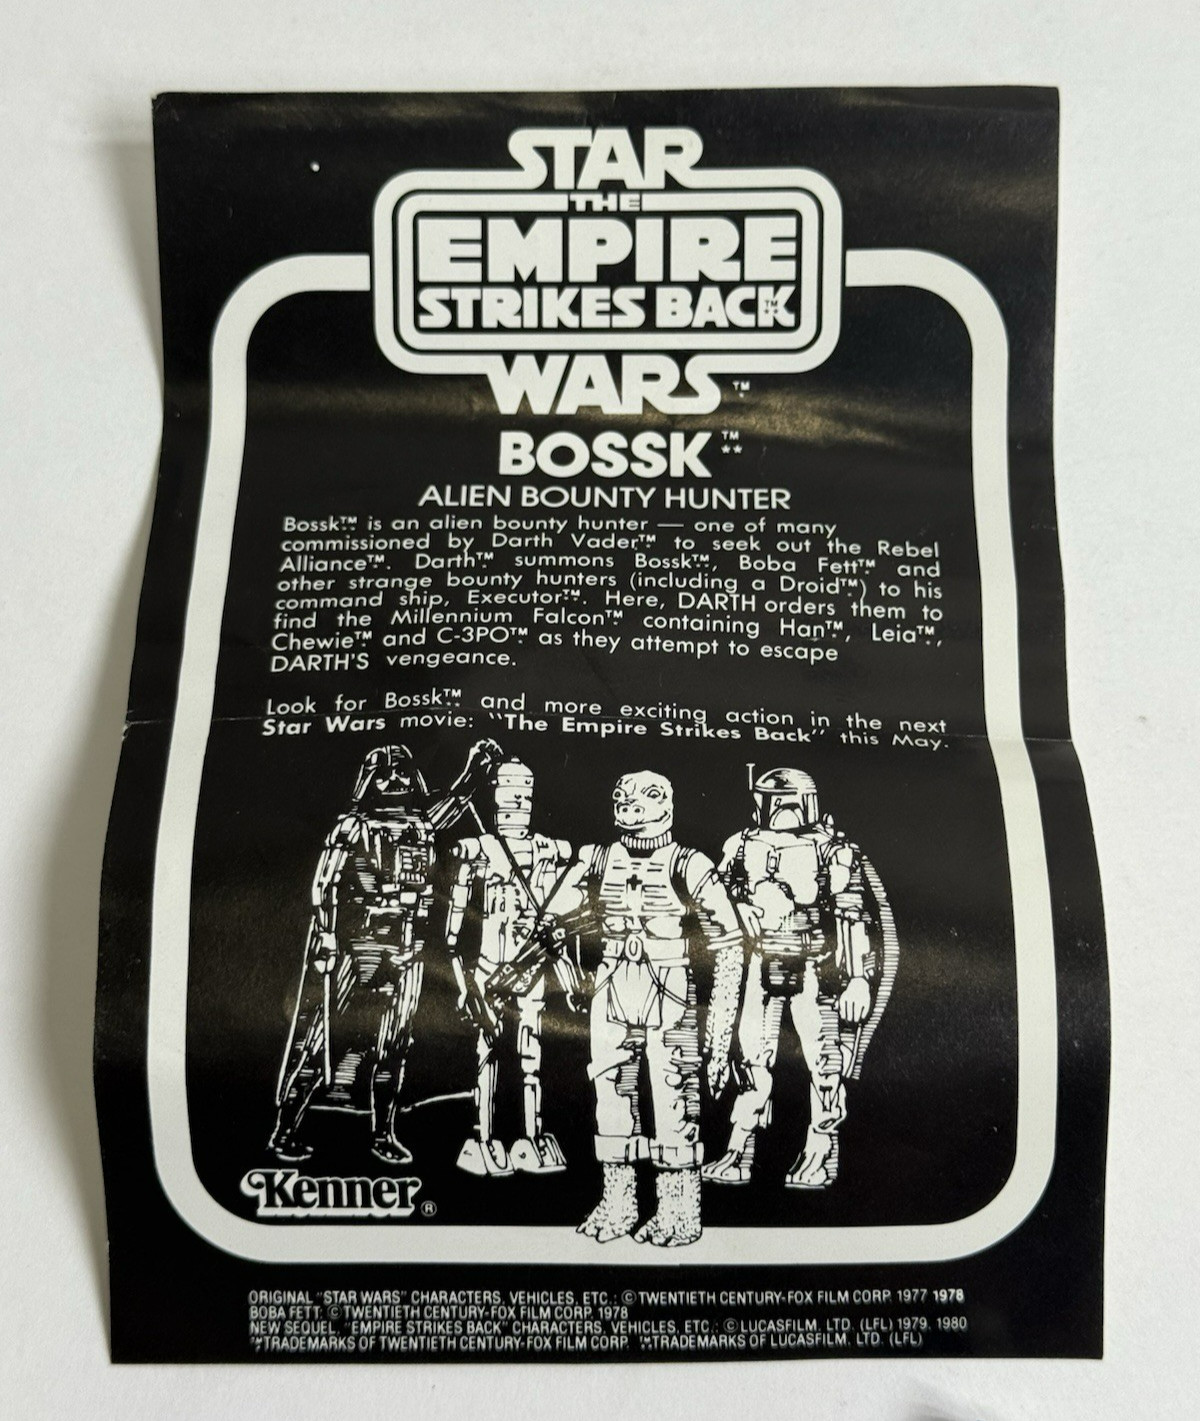 STAR
THE
EMPIRE
STRIKES BACK™
WARS™
BOSSK™**
ALIEN BOUNTY HUNTER
Bossk™** is an alien bounty hunter — one of many
commissioned by Darth Vader™* to seek out the Rebel
Alliance™*. Darth™* summons Bossk™**, Boba Fett™* and
other strange bounty hunters (including a Droid™*) to his
command ship, Executor™**. Here, DARTH orders them to
find the Millennium Falcon™* containing Han™*, Leia™*,
Chewie™* and C-3PO™* as they attempt to escape
DARTH'S vengeance.
Look for Bossk™** and more exciting action in the next
Star Wars movie: "The Empire Strikes Back" this May.
Kenner®
ORIGINAL "STAR WARS" CHARACTERS, VEHICLES, ETC.: © TWENTIETH CENTURY-FOX FILM CORP. 1977 1978
BOBA FETT: © TWENTIETH CENTURY-FOX FILM CORP. 1978
NEW SEQUEL, "EMPIRE STRIKES BACK" CHARACTERS, VEHICLES, ETC.: © LUCASFILM, LTD. (LFL) 1979, 1980
*™TRADEMARKS OF TWENTIETH CENTURY-FOX FILM CORP. **™TRADEMARKS OF LUCASFILM, LTD. (LFL)